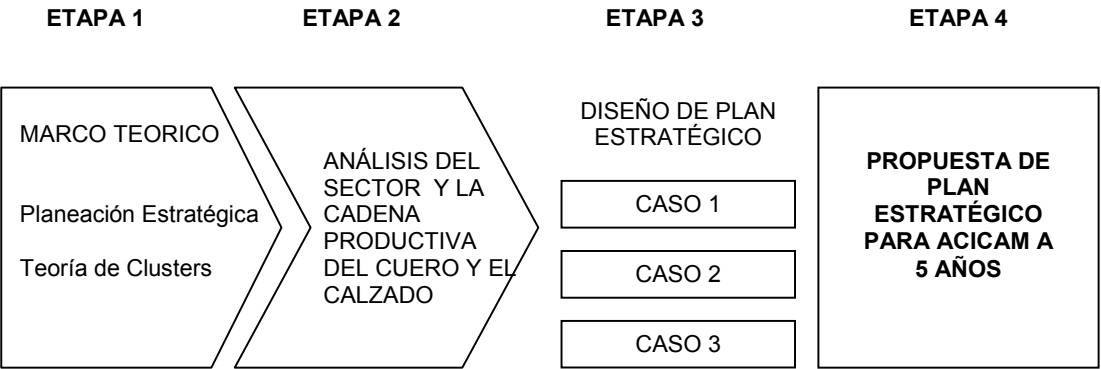 ETAPA 1
ETAPA 2
ETAPA 3
ETAPA 4
MARCO TEORICO
Planeación Estratégica
Teoría de Clusters
ANÁLISIS DEL
SECTOR Y LA
CADENA
PRODUCTIVA
DEL CUERO Y EL
CALZADO
DISEÑO DE PLAN
ESTRATÉGICO
CASO 1
CASO 2
CASO 3
PROPUESTA DE
PLAN
ESTRATÉGICO
PARA ACICAM A
5 AÑOS